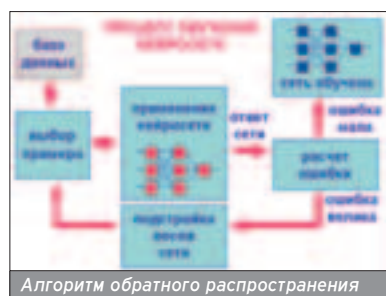 ПРОЦЕСС ОБУЧЕНИЯ
НЕЙРОСЕТИ
база
данных
сеть обучена
применение
нейросети
ответ
сети
ошибка
мала
выбор
примера
расчет
ошибки
ошибка
велика
подстройка
весов
сети
Алгоритм обратного распространения